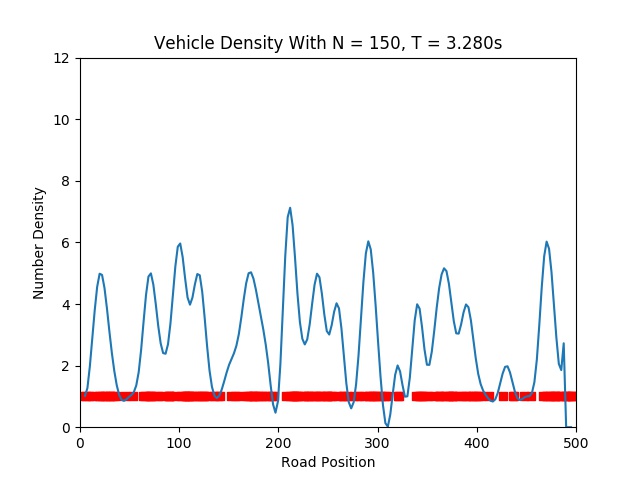 Vehicle Density With N = 150, T = 3.280s
12
10
8
6
4
2
0
Number Density
0 100 200 300 400 500
Road Position